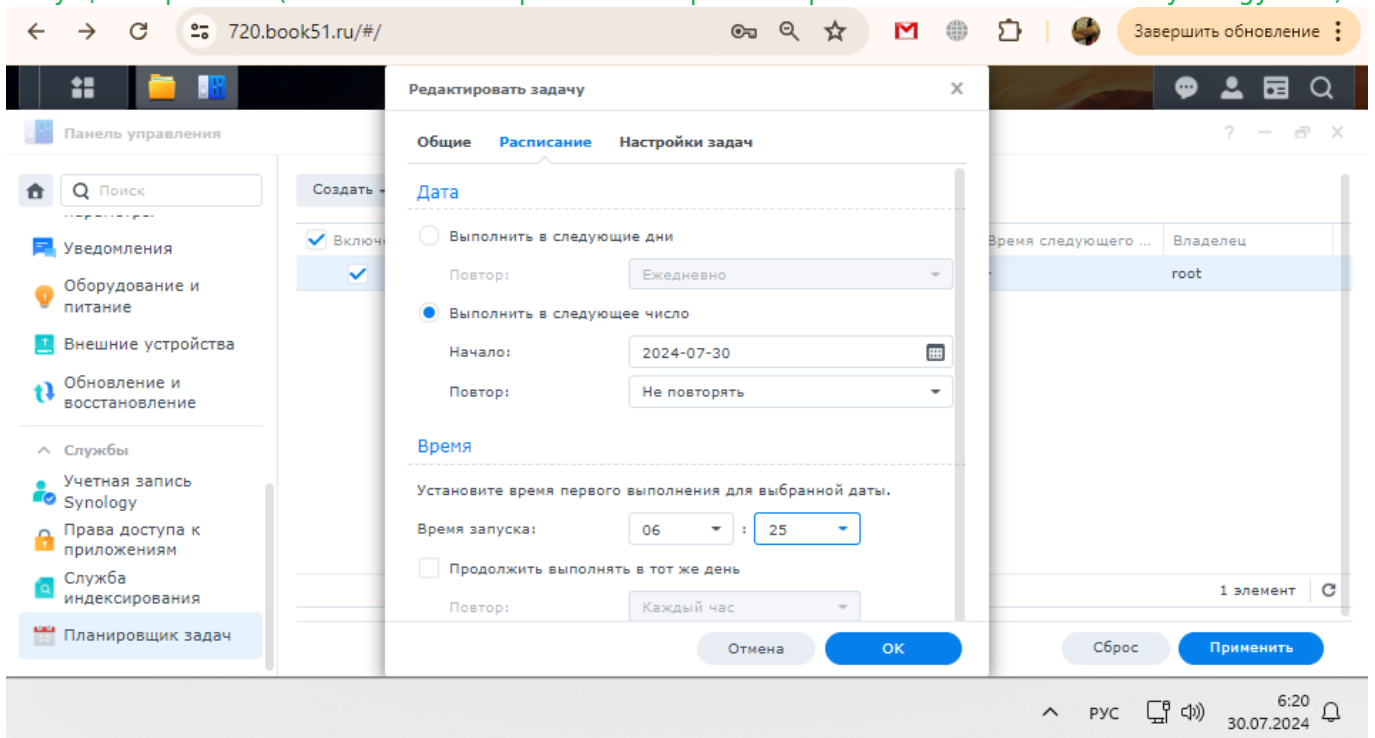 720.book51.ru/#/
Завершить обновление
Редактировать задачу
Панель управления
Общие Расписание Настройки задач
Поиск
Создать
Дата
Уведомления
Выполнить в следующие дни
Время следующего ... Владелец
Повтор: Ежедневно
root
Оборудование и
питание
Выполнить в следующее число
Внешние устройства
Начало: 2024-07-30
Обновление и
восстановление
Повтор: Не повторять
Службы
Время
Учетная запись
Synology
Установите время первого выполнения для выбранной даты.
Права доступа к
приложениям
Время запуска: 06 : 25
Служба
индексирования
Продолжить выполнять в тот же день
1 элемент
Повтор: Каждый час
Планировщик задач
Отмена OK
Сброс Применить
РУС
6:20
30.07.2024